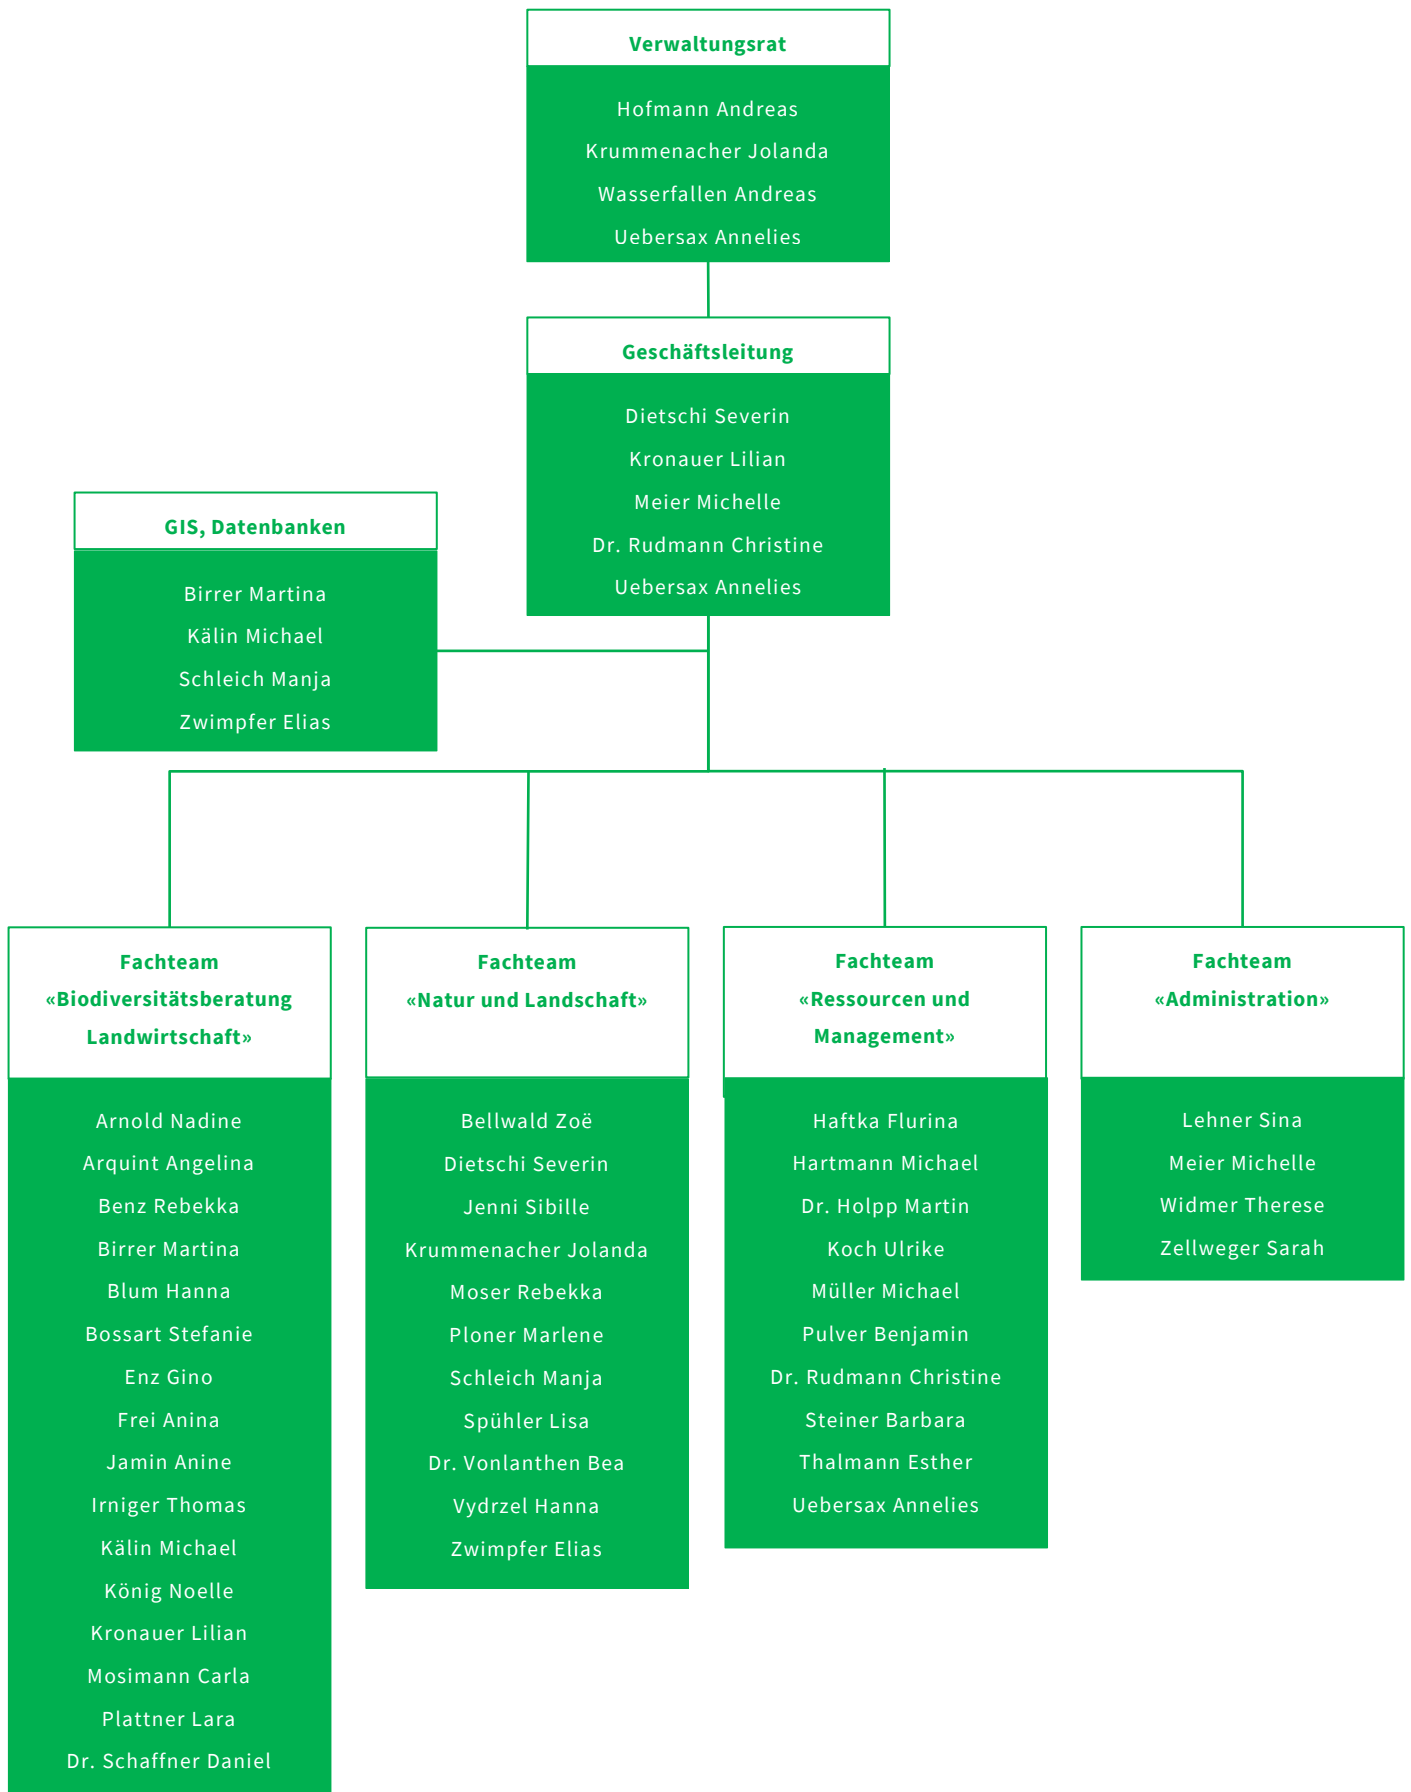 Verwaltungsrat
Hofmann Andreas
Krummenacher Jolanda
Wasserfallen Andreas
Uebersax Annelies
Geschäftsleitung
Dietschi Severin
Kronauer Lilian
Meier Michelle
Dr. Rudmann Christine
Uebersax Annelies
GIS, Datenbanken
Birrer Martina
Kälin Michael
Schleich Manja
Zwimpfer Elias
Fachteam
«Biodiversitätsberatung
Landwirtschaft»
Arnold Nadine
Arquint Angelina
Benz Rebekka
Birrer Martina
Blum Hanna
Bossart Stefanie
Enz Gino
Frei Anina
Jamin Anine
Irniger Thomas
Kälin Michael
König Noelle
Kronauer Lilian
Mosimann Carla
Plattner Lara
Dr. Schaffner Daniel
Fachteam
«Natur und Landschaft»
Bellwald Zoë
Dietschi Severin
Jenni Sibille
Krummenacher Jolanda
Moser Rebekka
Ploner Marlene
Schleich Manja
Spühler Lisa
Dr. Vonlanthen Bea
Vydrzel Hanna
Zwimpfer Elias
Fachteam
«Ressourcen und
Management»
Haftka Flurina
Hartmann Michael
Dr. Holpp Martin
Koch Ulrike
Müller Michael
Pulver Benjamin
Dr. Rudmann Christine
Steiner Barbara
Thalmann Esther
Uebersax Annelies
Fachteam
«Administration»
Lehner Sina
Meier Michelle
Widmer Therese
Zellweger Sarah